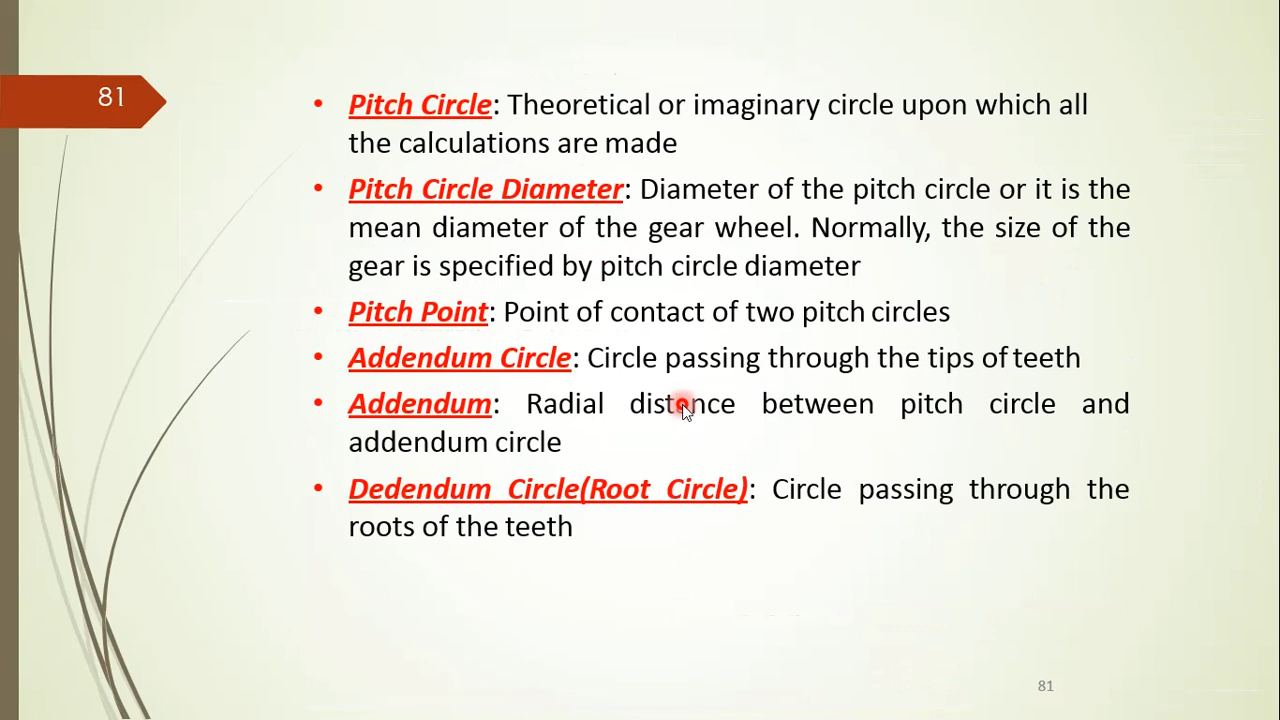 81
• Pitch Circle: Theoretical or imaginary circle upon which all
the calculations are made
• Pitch Circle Diameter: Diameter of the pitch circle or it is the
mean diameter of the gear wheel. Normally, the size of the
gear is specified by pitch circle diameter
• Pitch Point: Point of contact of two pitch circles
• Addendum Circle: Circle passing through the tips of teeth
• Addendum: Radial distance between pitch circle and
addendum circle
• Dedendum Circle(Root Circle): Circle passing through the
roots of the teeth
81